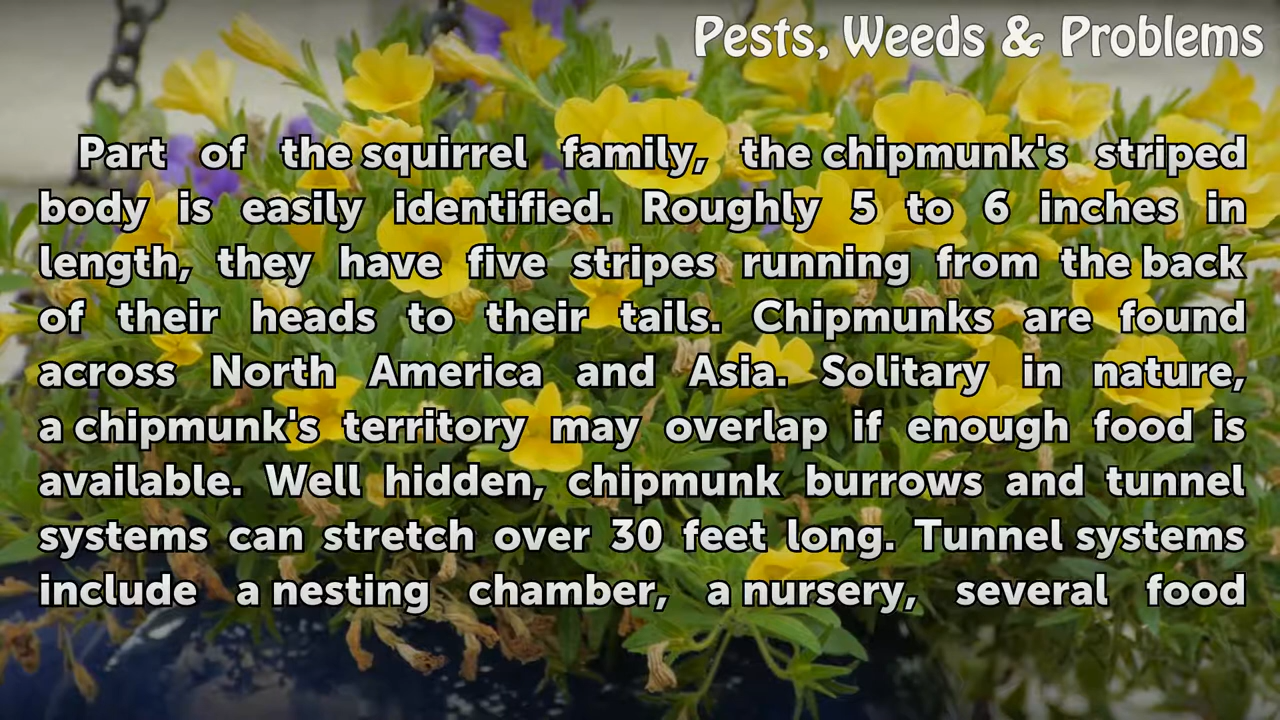 Pests, Weeds & Problems
Part of the squirrel family, the chipmunk's striped
body is easily identified. Roughly 5 to 6 inches in
length, they have five stripes running from the back
of their heads to their tails. Chipmunks are found
across North America and Asia. Solitary in nature,
a chipmunk's territory may overlap if enough food is
available. Well hidden, chipmunk burrows and tunnel
systems can stretch over 30 feet long. Tunnel systems
include a nesting chamber, a nursery, several food